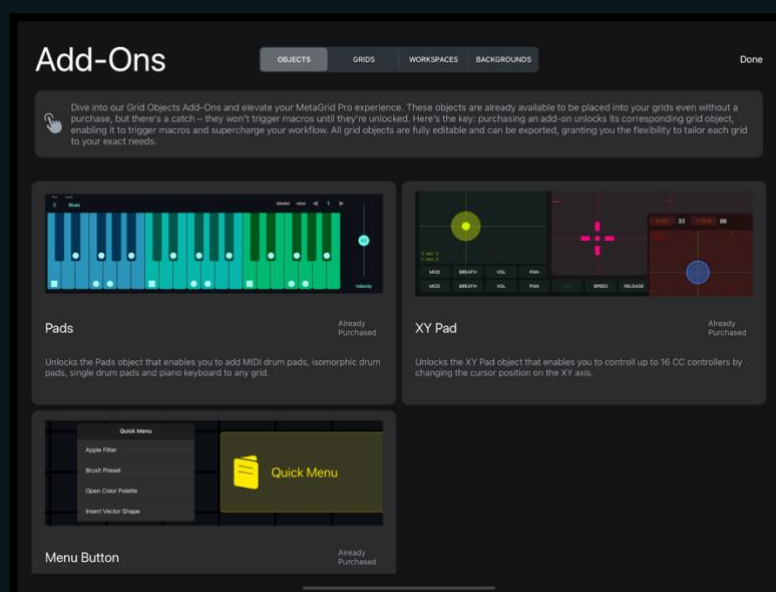 Add-Ons
OBJECTS
GRIDS
WORKSPACES
BACKGROUNDS
Done
Dive into our Grid Objects Add-Ons and elevate your MetaGrid Pro experience. These objects are already available to be placed into your grids even without a
purchase, but there's a catch – they won't trigger macros until they're unlocked. Here's the key: purchasing an add-on unlocks its corresponding grid object,
enabling it to trigger macros and supercharge your workflow. All grid objects are fully editable and can be exported, granting you the flexibility to tailor each grid
to your exact needs.
C
Blues
1
Velocity
Pads
Already
Purchased
Unlocks the Pads object that enables you to add MIDI drum pads, isomorphic drum
pads, single drum pads and piano keyboard to any grid.
33
88
MOD BREATH VOL PAN
MOD BREATH VOL PAN SPEED RELEASE
XY Pad
Already
Purchased
Unlocks the XY Pad object that enables you to controll up to 16 CC controllers by
changing the cursor position on the XY axis.
Quick Menu
Apple Filter
Brush Preset
Open Color Palette
Insert Vector Shape
Quick Menu
Menu Button
Already
Purchased